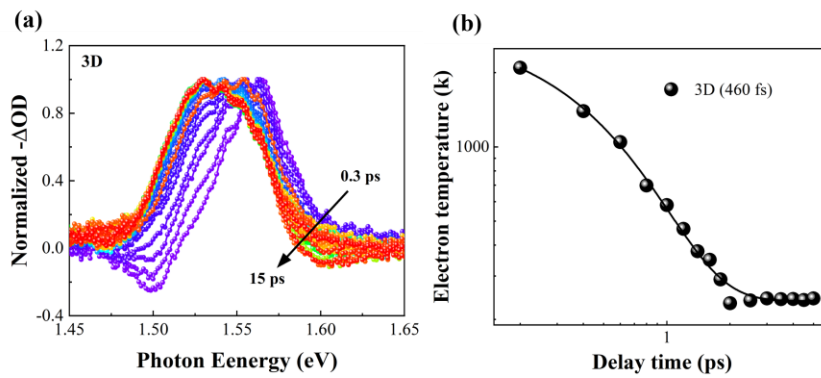 (a)
1.2
3D
0.8
0.4
0.0
-0.4
Normalized -ΔOD
0.3 ps
15 ps
1.45
1.50
1.55
1.60
1.65
Photon Eenergy (eV)
(b)
3D (460 fs)
1000
Electron temperature (k)
1
Delay time (ps)